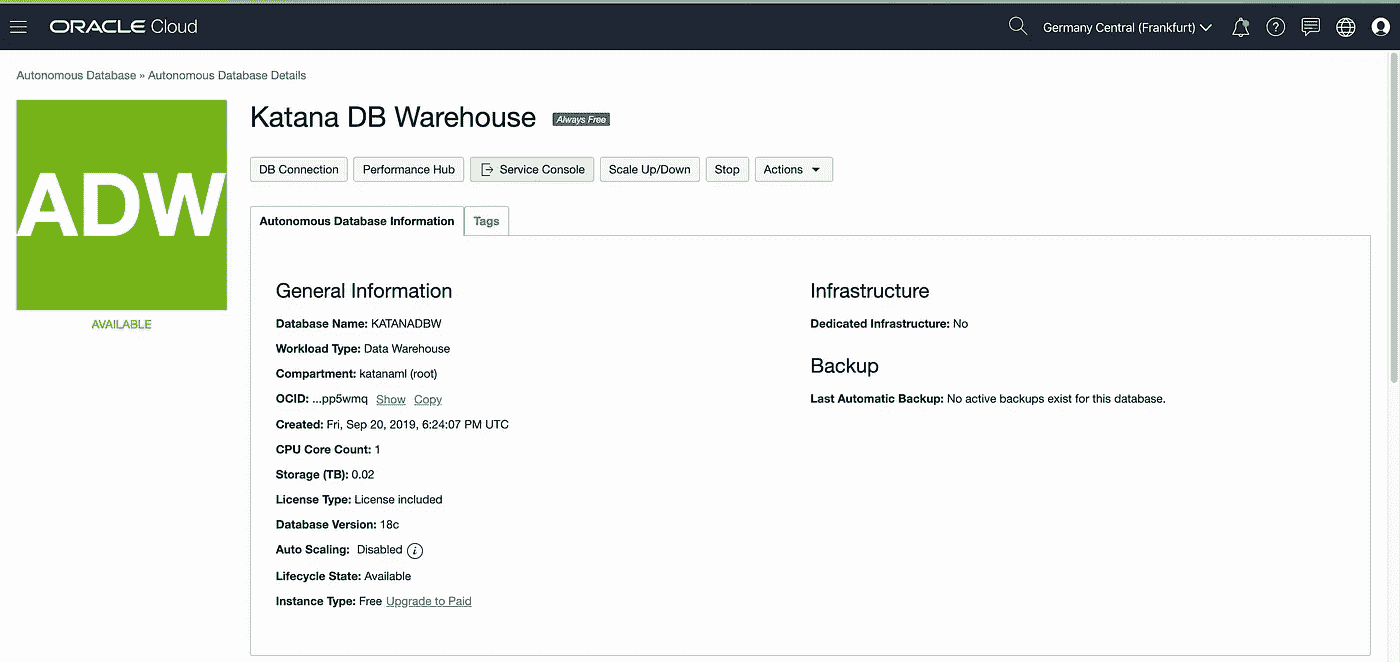 ORACLE Cloud
Germany Central (Frankfurt)
Autonomous Database » Autonomous Database Details
ADW
AVAILABLE
Katana DB Warehouse Always Free
DB Connection Performance Hub Service Console Scale Up/Down Stop Actions
Autonomous Database Information Tags
General Information
Database Name: KATANADBW
Workload Type: Data Warehouse
Compartment: katanaml (root)
OCID: ...pp5wmq Show Copy
Created: Fri, Sep 20, 2019, 6:24:07 PM UTC
CPU Core Count: 1
Storage (TB): 0.02
License Type: License included
Database Version: 18c
Auto Scaling: Disabled i
Lifecycle State: Available
Instance Type: Free Upgrade to Paid
Infrastructure
Dedicated Infrastructure: No
Backup
Last Automatic Backup: No active backups exist for this database.